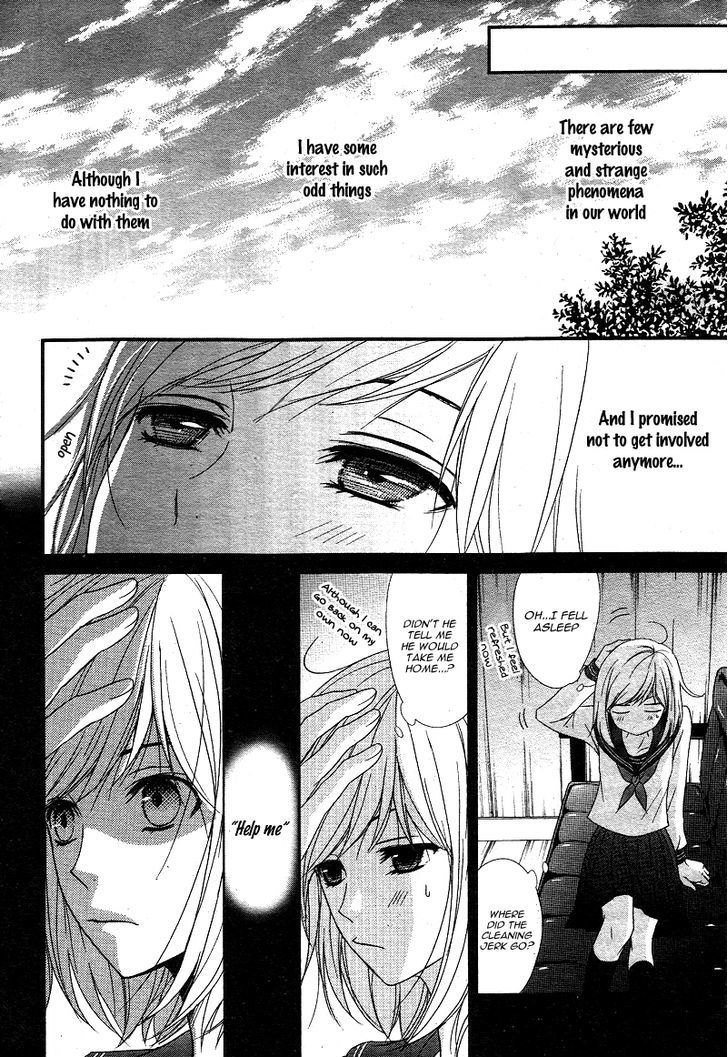 There are few
mysterious
and strange
phenomena
in our world
I have some
interest in such
odd things
Although I
have nothing to
do with them
And I promised
not to get involved
anymore...
open
OH...I FELL
ASLEEP
But I feel
refreshed
now
WHERE
DID THE
CLEANING
JERK GO?
DIDN'T HE
TELL ME
HE WOULD
TAKE ME
HOME...?
Although I can
go back on my
own now
"Help me"